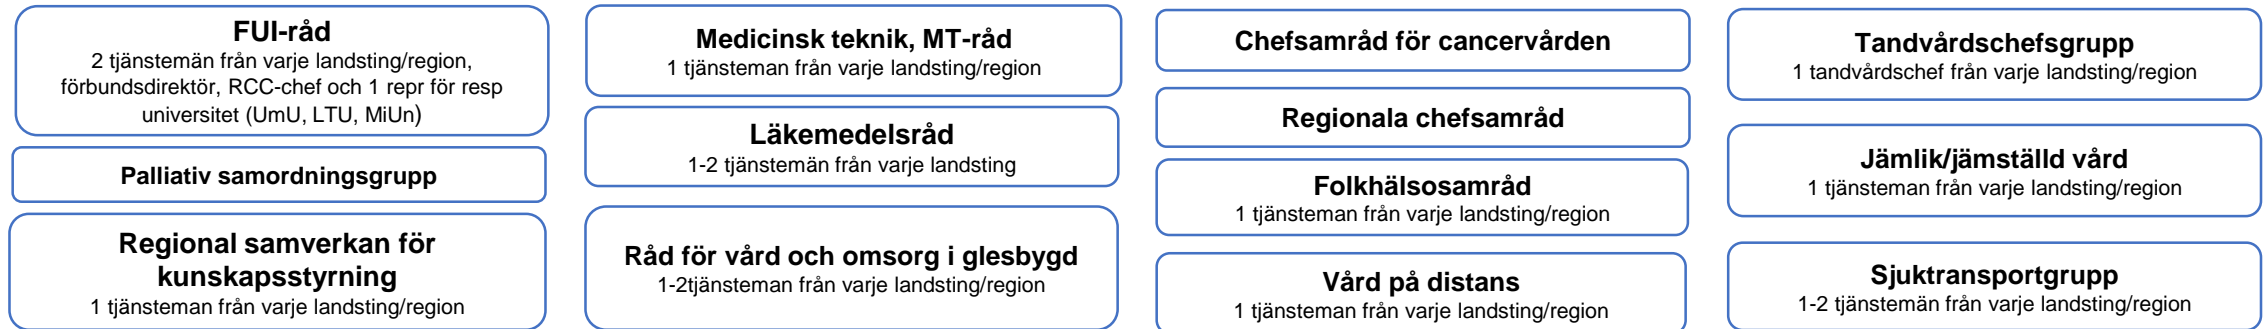 FUI-råd
2 tjänstemän från varje landsting/region,
förbundsdirektör, RCC-chef och 1 repr för resp
universitet (UmU, LTU, MiUn)
Palliativ samordningsgrupp
Regional samverkan för
kunskapsstyrning
1 tjänsteman från varje landsting/region
Medicinsk teknik, MT-råd
1 tjänsteman från varje landsting/region
Läkemedelsråd
1-2 tjänstemän från varje landsting
Råd för vård och omsorg i glesbygd
1-2tjänstemän från varje landsting/region
Chefsamråd för cancervården
Regionala chefsamråd
Folkhälsosamråd
1 tjänsteman från varje landsting/region
Vård på distans
1 tjänsteman från varje landsting/region
Tandvårdschefsgrupp
1 tandvårdschef från varje landsting/region
Jämlik/jämställd vård
1 tjänsteman från varje landsting/region
Sjuktransportgrupp
1-2 tjänstemän från varje landsting/region